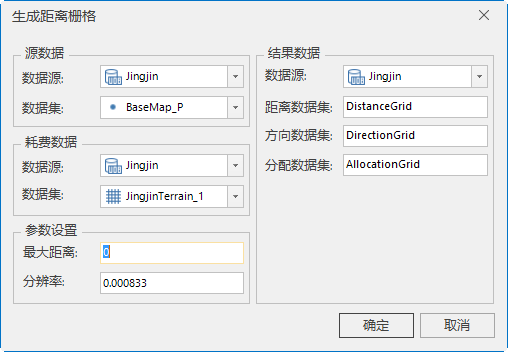 生成距离栅格
源数据
数据源: Jingjin
数据集: BaseMap_P
耗费数据
数据源: Jingjin
数据集: JingjinTerrain_1
参数设置
最大距离: 0
分辨率: 0.000833
结果数据
数据源: Jingjin
距离数据集: DistanceGrid
方向数据集: DirectionGrid
分配数据集: AllocationGrid
确定
取消